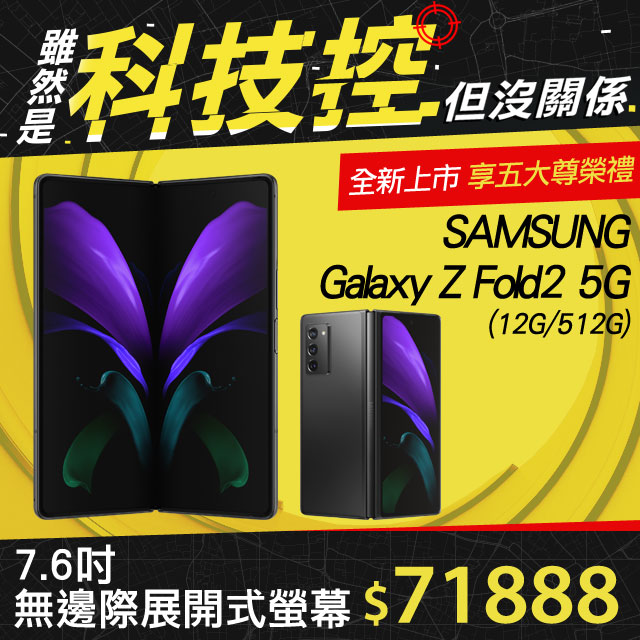 雖然是
科技控
但沒關係
全新上市 享五大尊榮禮
SAMSUNG
Galaxy Z Fold2 5G
(12G/512G)
7.6吋
無邊際展開式螢幕 $71888